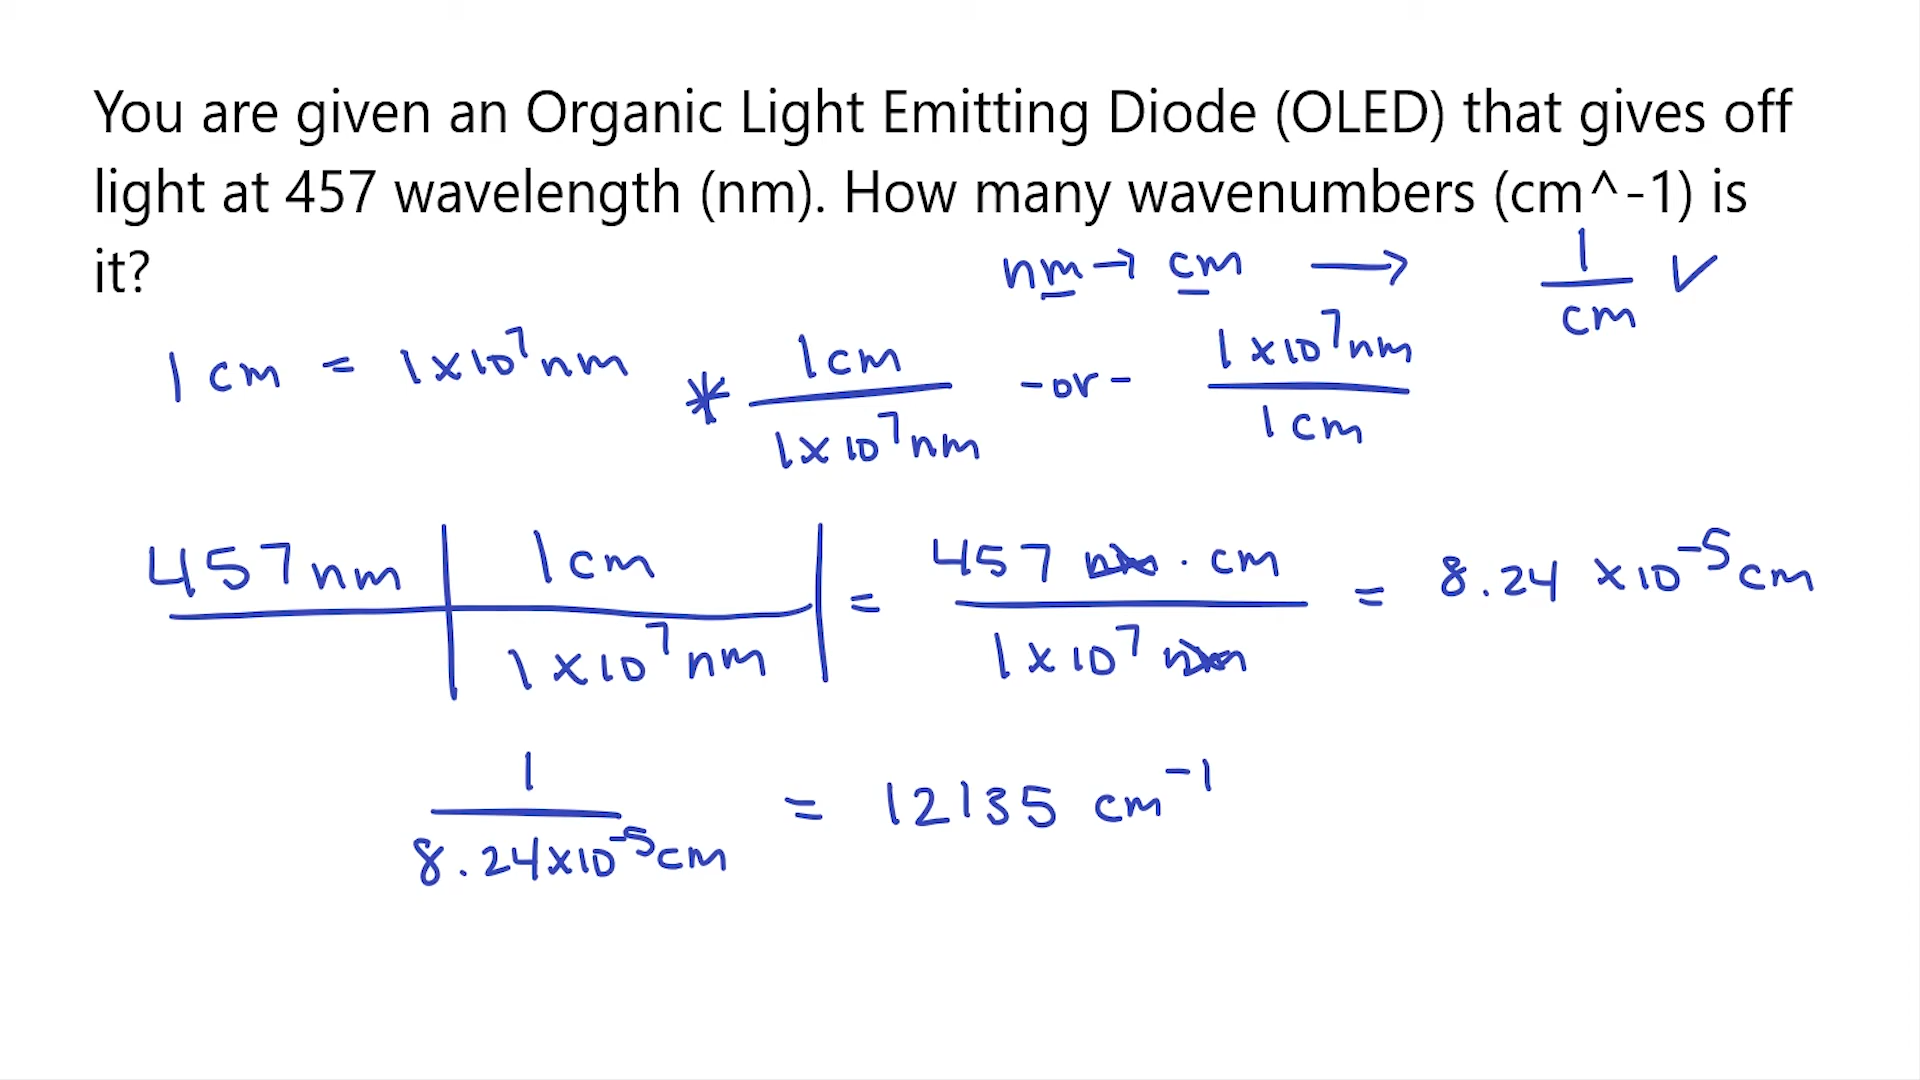 You are given an Organic Light Emitting Diode (OLED) that gives off
light at 457 wavelength (nm). How many wavenumbers (cm^-1) is
it?
nm → cm → 1/cm ✓
1 cm = 1x10⁷ nm * 1cm/1x10⁷nm -or- 1x10⁷nm/1cm
457nm | 1cm/1x10⁷nm | = 457 nm · cm/1x10⁷ nm = 8.24 x10⁻⁵cm
1/8.24x10⁻⁵cm = 12135 cm⁻¹